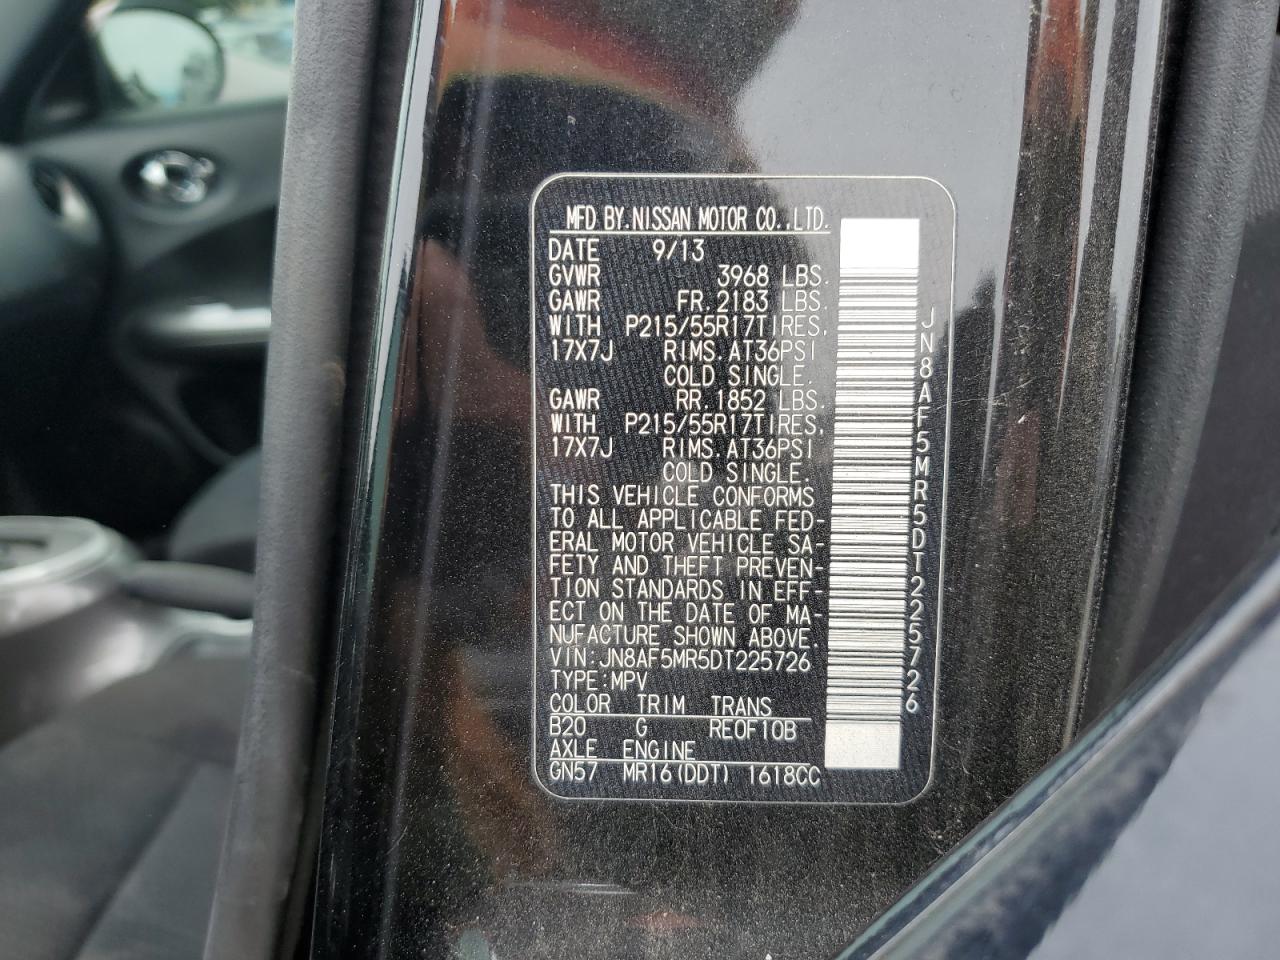 MFD BY.NISSAN MOTOR CO.,LTD.
DATE 9/13
GVWR 3968 LBS.
GAWR FR.2183 LBS.
WITH P215/55R17TIRES,
17X7J RIMS.AT36PSI
COLD SINGLE.
GAWR RR.1852 LBS.
WITH P215/55R17TIRES,
17X7J RIMS.AT36PSI
COLD SINGLE.
THIS VEHICLE CONFORMS
TO ALL APPLICABLE FED-
ERAL MOTOR VEHICLE SA-
FETY AND THEFT PREVEN-
TION STANDARDS IN EFF-
ECT ON THE DATE OF MA-
NUFACTURE SHOWN ABOVE.
VIN:JN8AF5MR5DT225726
TYPE:MPV
COLOR TRIM TRANS
B20 G RE0F10B
AXLE ENGINE
GN57 MR16(DDT) 1618CC
JN8AF5MR5DT225726